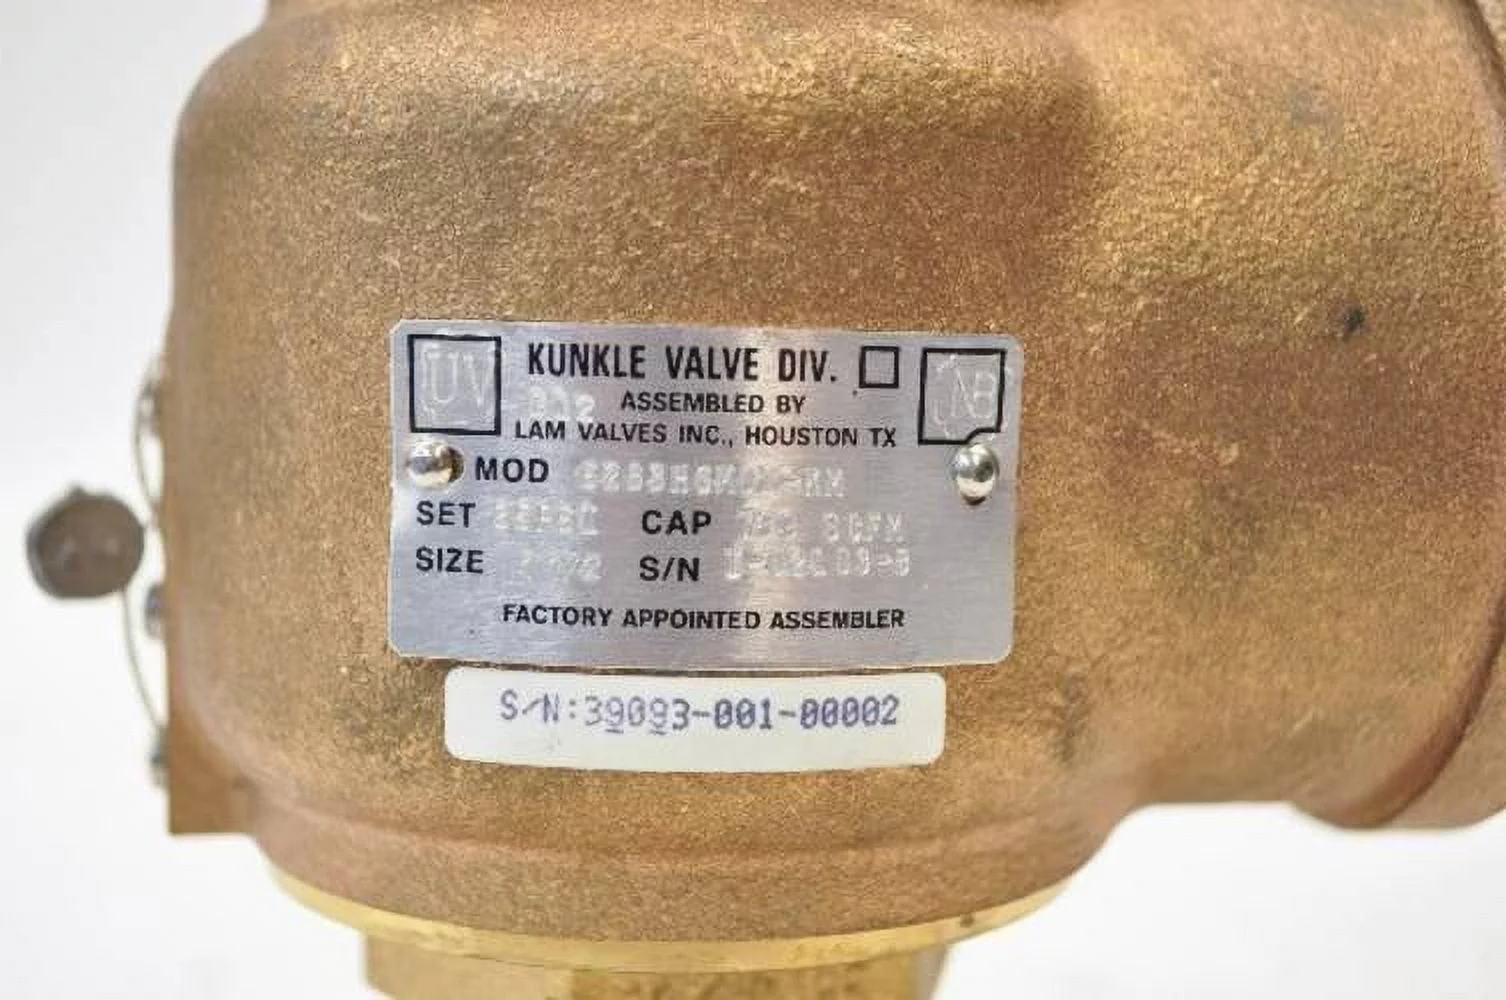 UV KUNKLE VALVE DIV. NB
ASSEMBLED BY
LAM VALVES INC., HOUSTON TX
MOD
SET CAP SCFM
SIZE S/N
FACTORY APPOINTED ASSEMBLER
S/N:39093-001-00002